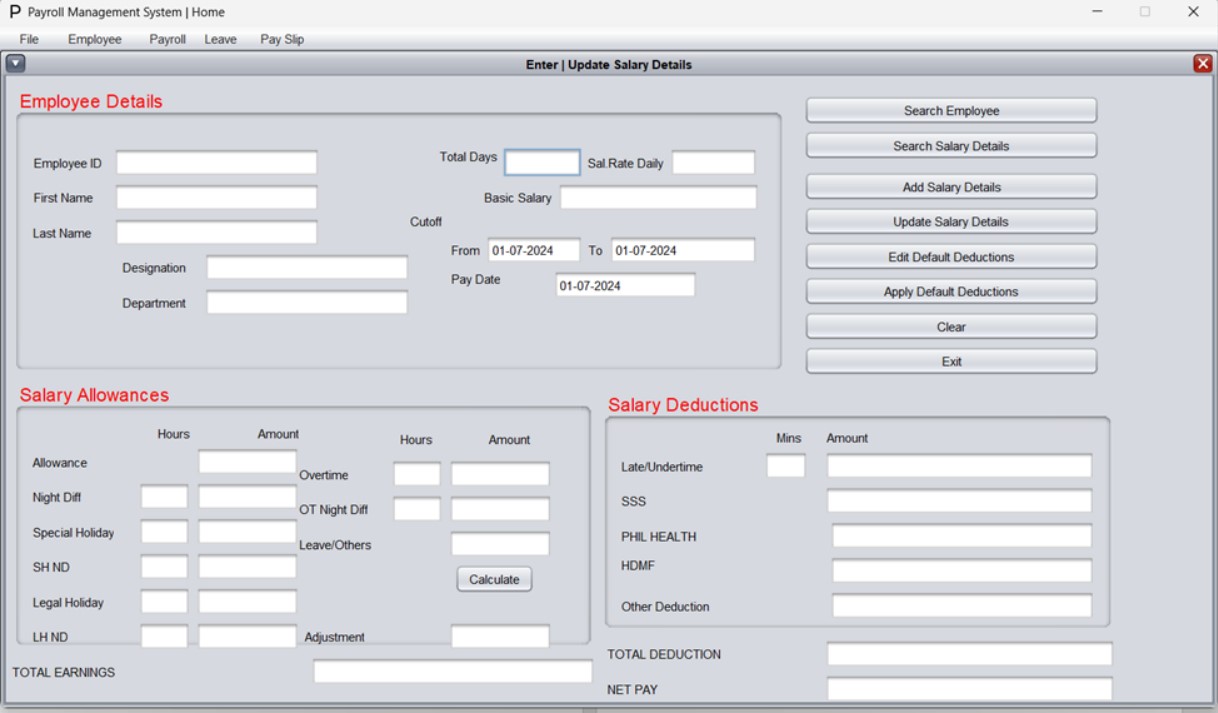 P Payroll Management System | Home
File Employee Payroll Leave Pay Slip
Enter | Update Salary Details
Employee Details
Employee ID
First Name
Last Name
Designation
Department
Total Days
Sal.Rate Daily
Basic Salary
Cutoff
From 01-07-2024 To 01-07-2024
Pay Date 01-07-2024
Search Employee
Search Salary Details
Add Salary Details
Update Salary Details
Edit Default Deductions
Apply Default Deductions
Clear
Exit
Salary Allowances
Hours Amount
Allowance
Night Diff
Special Holiday
SH ND
Legal Holiday
LH ND
Hours Amount
Overtime
OT Night Diff
Leave/Others
Calculate
Adjustment
TOTAL EARNINGS
Salary Deductions
Mins Amount
Late/Undertime
SSS
PHIL HEALTH
HDMF
Other Deduction
TOTAL DEDUCTION
NET PAY